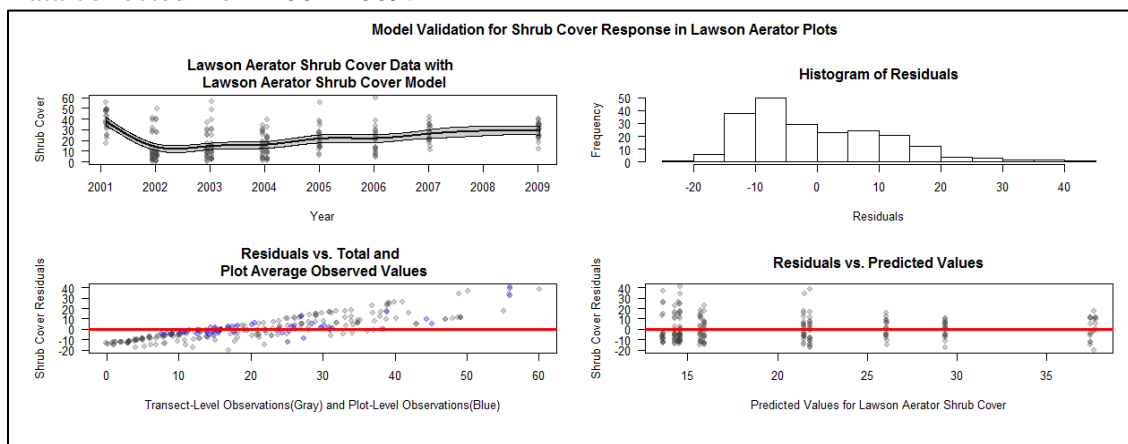 Model Validation for Shrub Cover Response in Lawson Aerator Plots
Lawson Aerator Shrub Cover Data with
Lawson Aerator Shrub Cover Model
Shrub Cover
60
50
40
30
20
10
0
2001 2002 2003 2004 2005 2006 2007 2008 2009
Year
Histogram of Residuals
Frequency
50
40
30
20
10
0
-20 -10 0 10 20 30 40
Residuals
Residuals vs. Total and
Plot Average Observed Values
Shrub Cover Residuals
40
30
20
10
0
-10
-20
0 10 20 30 40 50 60
Transect-Level Observations(Gray) and Plot-Level Observations(Blue)
Residuals vs. Predicted Values
Shrub Cover Residuals
40
30
20
10
0
-10
-20
15 20 25 30 35
Predicted Values for Lawson Aerator Shrub Cover